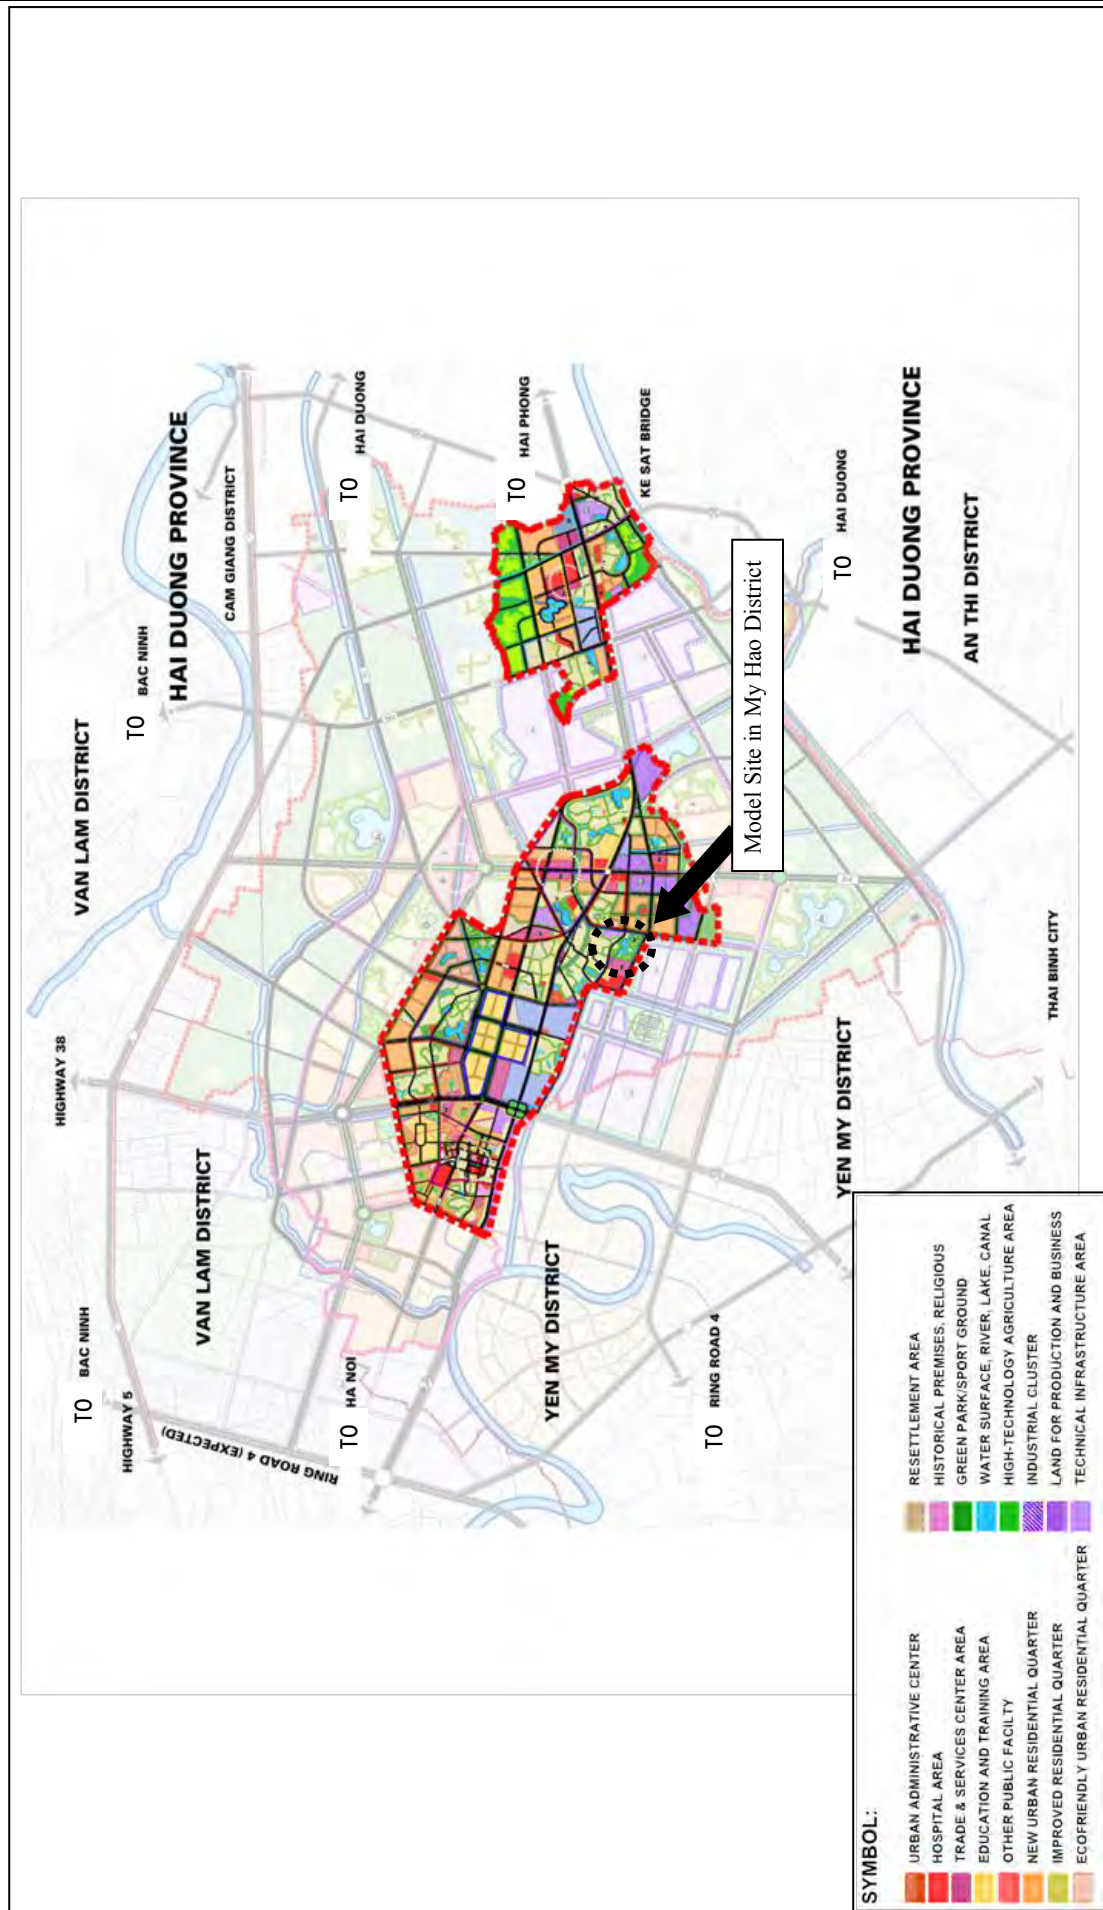 VAN LAM DISTRICT
HAI DUONG PROVINCE
TO BAC NINH
CAM GIANG DISTRICT
TO HAI DUONG
TO HAI PHONG
KE SAT BRIDGE
TO HAI DUONG
HAI DUONG PROVINCE
AN THI DISTRICT
Model Site in My Hao District
HIGHWAY 38
VAN LAM DISTRICT
TO BAC NINH
HIGHWAY 5
RING ROAD 4 (EXPECTED)
TO HA NOI
YEN MY DISTRICT
TO RING ROAD 4
YEN MY DISTRICT
THAI BINH CITY
SYMBOL:
URBAN ADMINISTRATIVE CENTER
HOSPITAL AREA
TRADE & SERVICES CENTER AREA
EDUCATION AND TRAINING AREA
OTHER PUBLIC FACILTY
NEW URBAN RESIDENTIAL QUARTER
IMPROVED RESIDENTIAL QUARTER
ECOFRIENDLY URBAN RESIDENTIAL QUARTER
RESETTLEMENT AREA
HISTORICAL PREMISES, RELIGIOUS
GREEN PARK/SPORT GROUND
WATER SURFACE, RIVER, LAKE, CANAL
HIGH-TECHNOLOGY AGRICULTURE AREA
INDUSTRIAL CLUSTER
LAND FOR PRODUCTION AND BUSINESS
TECHNICAL INFRASTRUCTURE AREA